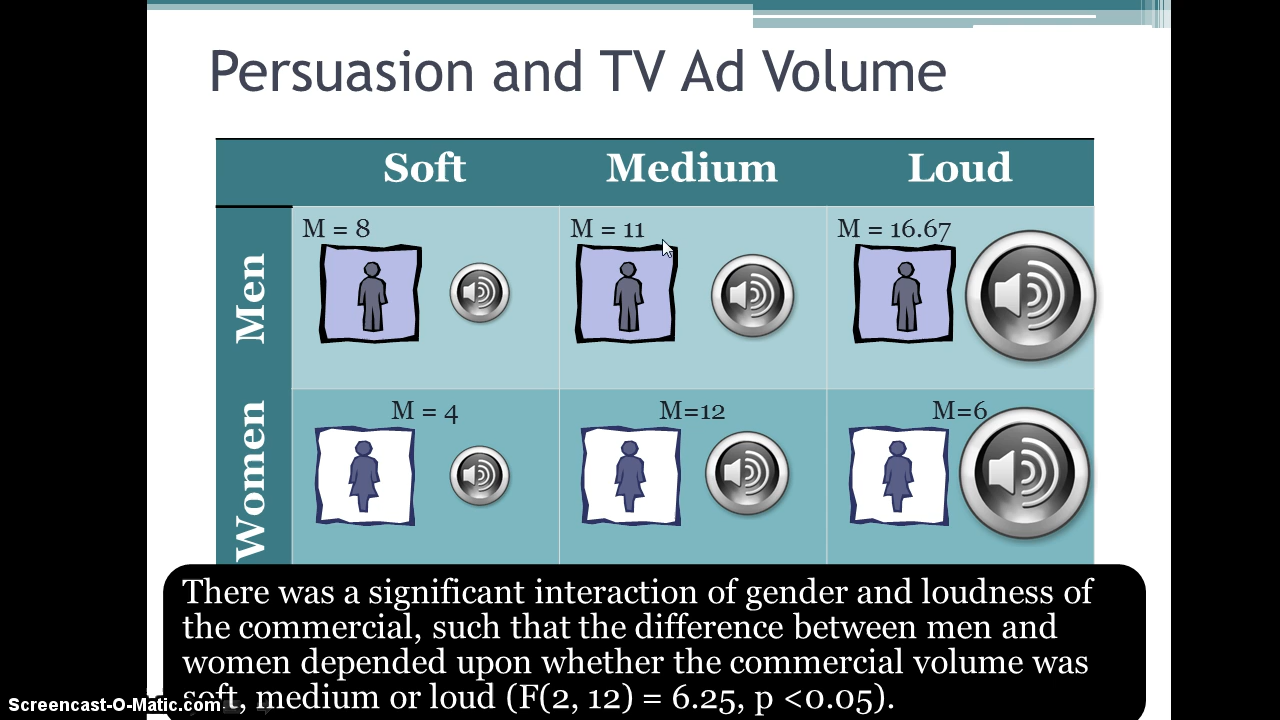 Persuasion and TV Ad Volume
Soft Medium Loud
Men
M = 8 M = 11 M = 16.67
Women
M = 4 M=12 M=6
There was a significant interaction of gender and loudness of
the commercial, such that the difference between men and
women depended upon whether the commercial volume was
soft, medium or loud (F(2, 12) = 6.25, p <0.05).
Screencast-O-Matic.com